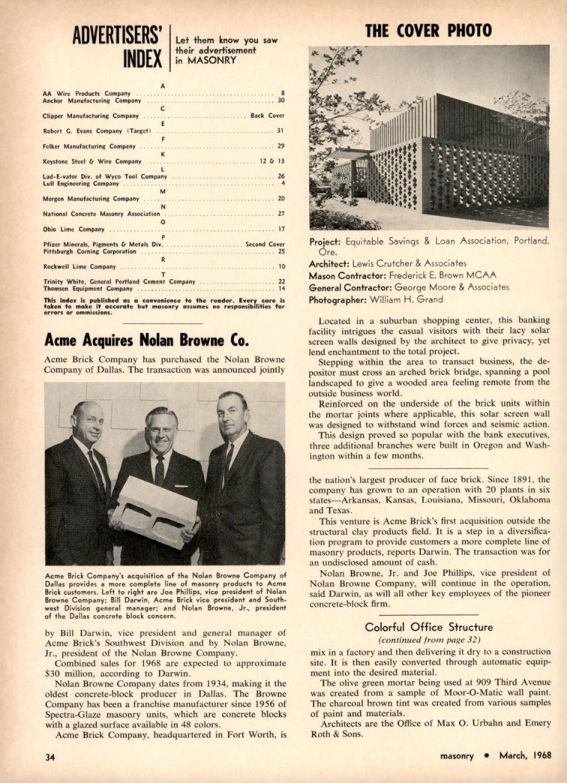 ADVERTISERS'
INDEX
Let them know you saw
their advertisement
in MASONRY
A
AA Wire Products Company 8
Anchor Manufacturing Company 30
C
Clipper Manufacturing Company Back Cover
E
Robert G. Evans Company (Target) 31
F
Felker Manufacturing Company 29
K
Keystone Steel & Wire Company 12 & 13
L
Lad-E-vator Div. of Wyco Tool Company 26
Lull Engineering Company 4
M
Morgen Manufacturing Company 20
N
National Concrete Masonry Association 27
O
Ohio Lime Company 17
P
Pfizer Minerals, Pigments & Metals Div. Second Cover
Pittsburgh Corning Corporation 25
R
Rockwell Lime Company 10
T
Trinity White, General Portland Cement Company 22
Thomsen Equipment Company 14
This index is published as a convenience to the reader. Every care is
taken to make it accurate but masonry assumes no responsibilities for
errors or ommissions.
Acme Acquires Nolan Browne Co.
Acme Brick Company has purchased the Nolan Browne
Company of Dallas. The transaction was announced jointly
Acme Brick Company's acquisition of the Nolan Browne Company of
Dallas provides a more complete line of masonry products to Acme
Brick customers. Left to right are Joe Phillips, vice president of Nolan
Browne Company; Bill Darwin, Acme Brick vice president and South-
west Division general manager; and Nolan Browne, Jr., president
of the Dallas concrete block concern.
by Bill Darwin, vice president and general manager of
Acme Brick's Southwest Division and by Nolan Browne,
Jr., president of the Nolan Browne Company.
Combined sales for 1968 are expected to approximate
$30 million, according to Darwin.
Nolan Browne Company dates from 1934, making it the
oldest concrete-block producer in Dallas. The Browne
Company has been a franchise manufacturer since 1956 of
Spectra-Glaze masonry units, which are concrete blocks
with a glazed surface available in 48 colors.
Acme Brick Company, headquartered in Fort Worth, is
34
THE COVER PHOTO
Project: Equitable Savings & Loan Association, Portland,
Ore.
Architect: Lewis Crutcher & Associates
Mason Contractor: Frederick E. Brown MCAA
General Contractor: George Moore & Associates
Photographer: William H. Grand
Located in a suburban shopping center, this banking
facility intrigues the casual visitors with their lacy solar
screen walls designed by the architect to give privacy, yet
lend enchantment to the total project.
Stepping within the area to transact business, the de-
positor must cross an arched brick bridge, spanning a pool
landscaped to give a wooded area feeling remote from the
outside business world.
Reinforced on the underside of the brick units within
the mortar joints where applicable, this solar screen wall
was designed to withstand wind forces and seismic action.
This design proved so popular with the bank executives,
three additional branches were built in Oregon and Wash-
ington within a few months.
the nation's largest producer of face brick. Since 1891, the
company has grown to an operation with 20 plants in six
states—Arkansas, Kansas, Louisiana, Missouri, Oklahoma
and Texas.
This venture is Acme Brick's first acquisition outside the
structural clay products field. It is a step in a diversifica-
tion program to provide customers a more complete line of
masonry products, reports Darwin. The transaction was for
an undisclosed amount of cash.
Nolan Browne, Jr. and Joe Phillips, vice president of
Nolan Browne Company, will continue in the operation,
said Darwin, as will all other key employees of the pioneer
concrete-block firm.
Colorful Office Structure
(continued from page 32)
mix in a factory and then delivering it dry to a construction
site. It is then easily converted through automatic equip-
ment into the desired material.
The olive green mortar being used at 909 Third Avenue
was created from a sample of Moor-O-Matic wall paint.
The charcoal brown tint was created from various samples
of paint and materials.
Architects are the Office of Max O. Urbahn and Emery
Roth & Sons.
masonry • March, 1968